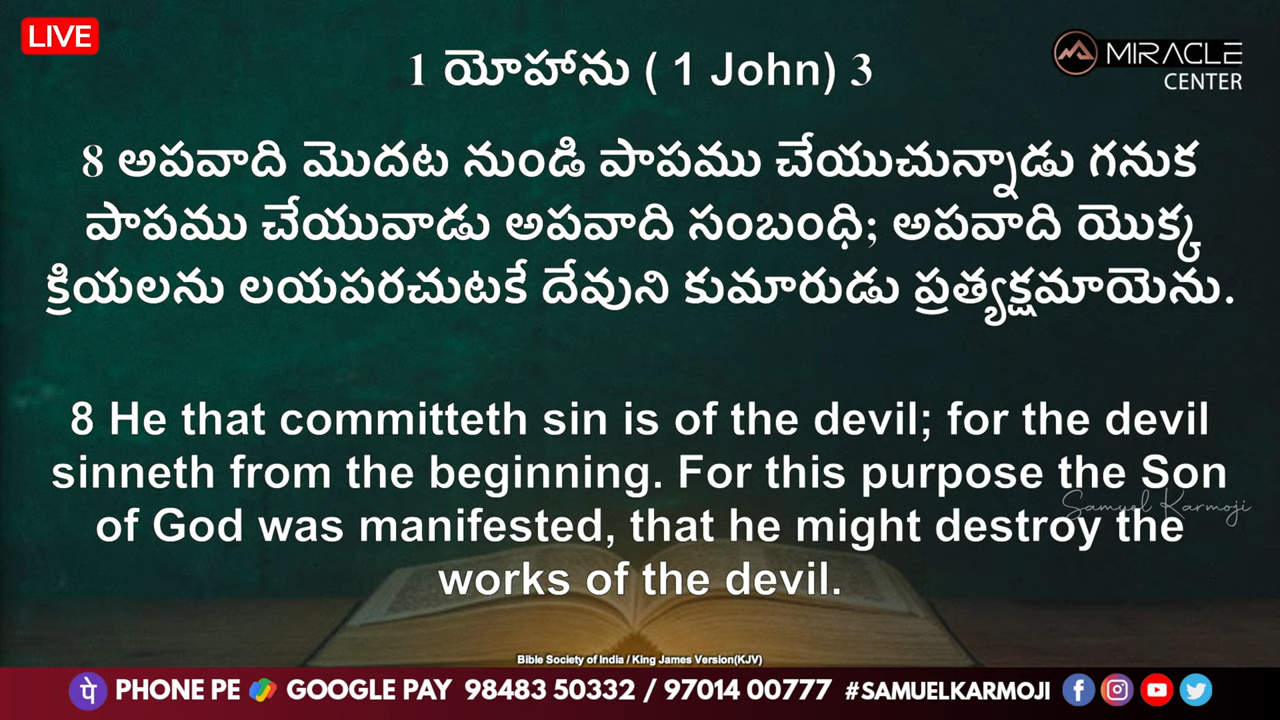 LIVE
1 యోహాను ( 1 John) 3
MIRACLE
CENTER
8 అపవాది మొదట నుండి పాపము చేయుచున్నాడు గనుక
పాపము చేయువాడు అపవాది సంబంధి; అపవాది యొక్క
క్రియలను లయపరచుటకే దేవుని కుమారుడు ప్రత్యక్షమాయెను.
8 He that committeth sin is of the devil; for the devil
sinneth from the beginning. For this purpose the Son
Samuel Karmoji
of God was manifested, that he might destroy the
works of the devil.
Bible Society of India / King James Version(KJV)
पे PHONE PE GOOGLE PAY 98483 50332 / 97014 00777 #SAMUELKARMOJI